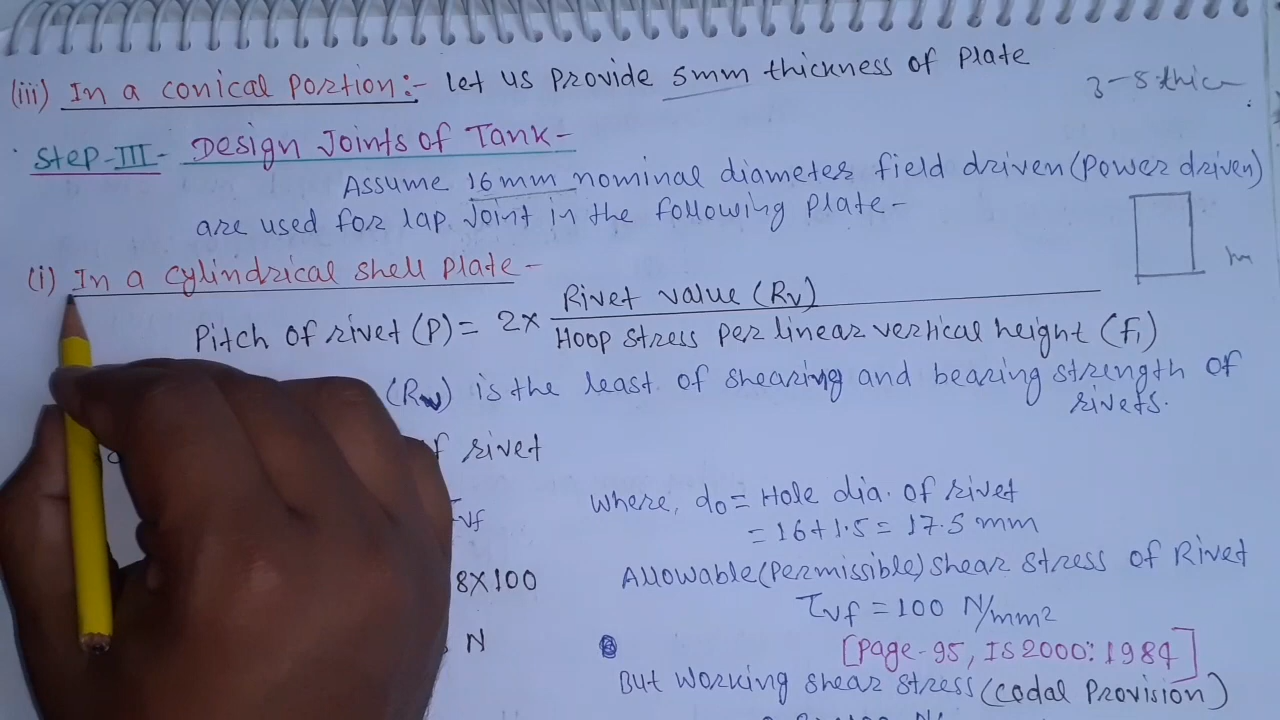 (iii) In a conical portion:- Let us provide 5mm thickness of plate
3-5 thic
Step-III- Design Joints of Tank-
Assume 16mm nominal diameter field driven (Power driven)
are used for lap Joint in the following plate-
(i) In a cylindrical shell plate-
Pitch of rivet (P) = 2x Rivet value (Rv)
Hoop stress per linear vertical height (F1)
(Rv) is the least of shearing and bearing strength of
rivets.
f rivet
where, do = Hole dia. of rivet
= 16+1.5 = 17.5 mm
vf
Allowable (Permissible) shear stress of Rivet
8X100
τvf = 100 N/mm2
N
[Page-95, IS2000:1984]
But working shear stress (codal provision)